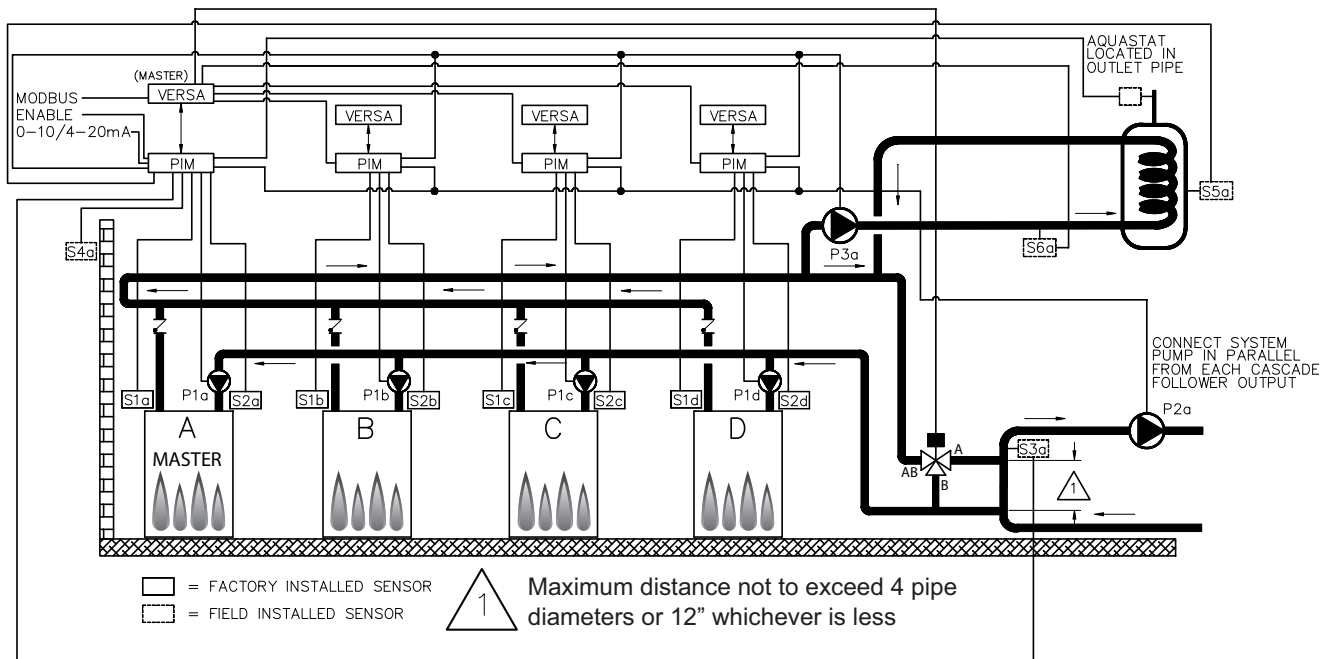 AQUASTAT
LOCATED IN
OUTLET PIPE
(MASTER)
VERSA
MODBUS
ENABLE
0-10/4-20mA
VERSA
VERSA
VERSA
PIM
PIM
PIM
PIM
S5a
S4a
P3a
S6a
CONNECT SYSTEM
PUMP IN PARALLEL
FROM EACH CASCADE
FOLLOWER OUTPUT
S1a
P1a
S2a
S1b
P1b
S2b
S1c
P1c
S2c
S1d
P1d
S2d
P2a
A
MASTER
B
C
D
S3a
A
AB
B
1
= FACTORY INSTALLED SENSOR
= FIELD INSTALLED SENSOR
1
Maximum distance not to exceed 4 pipe
diameters or 12” whichever is less